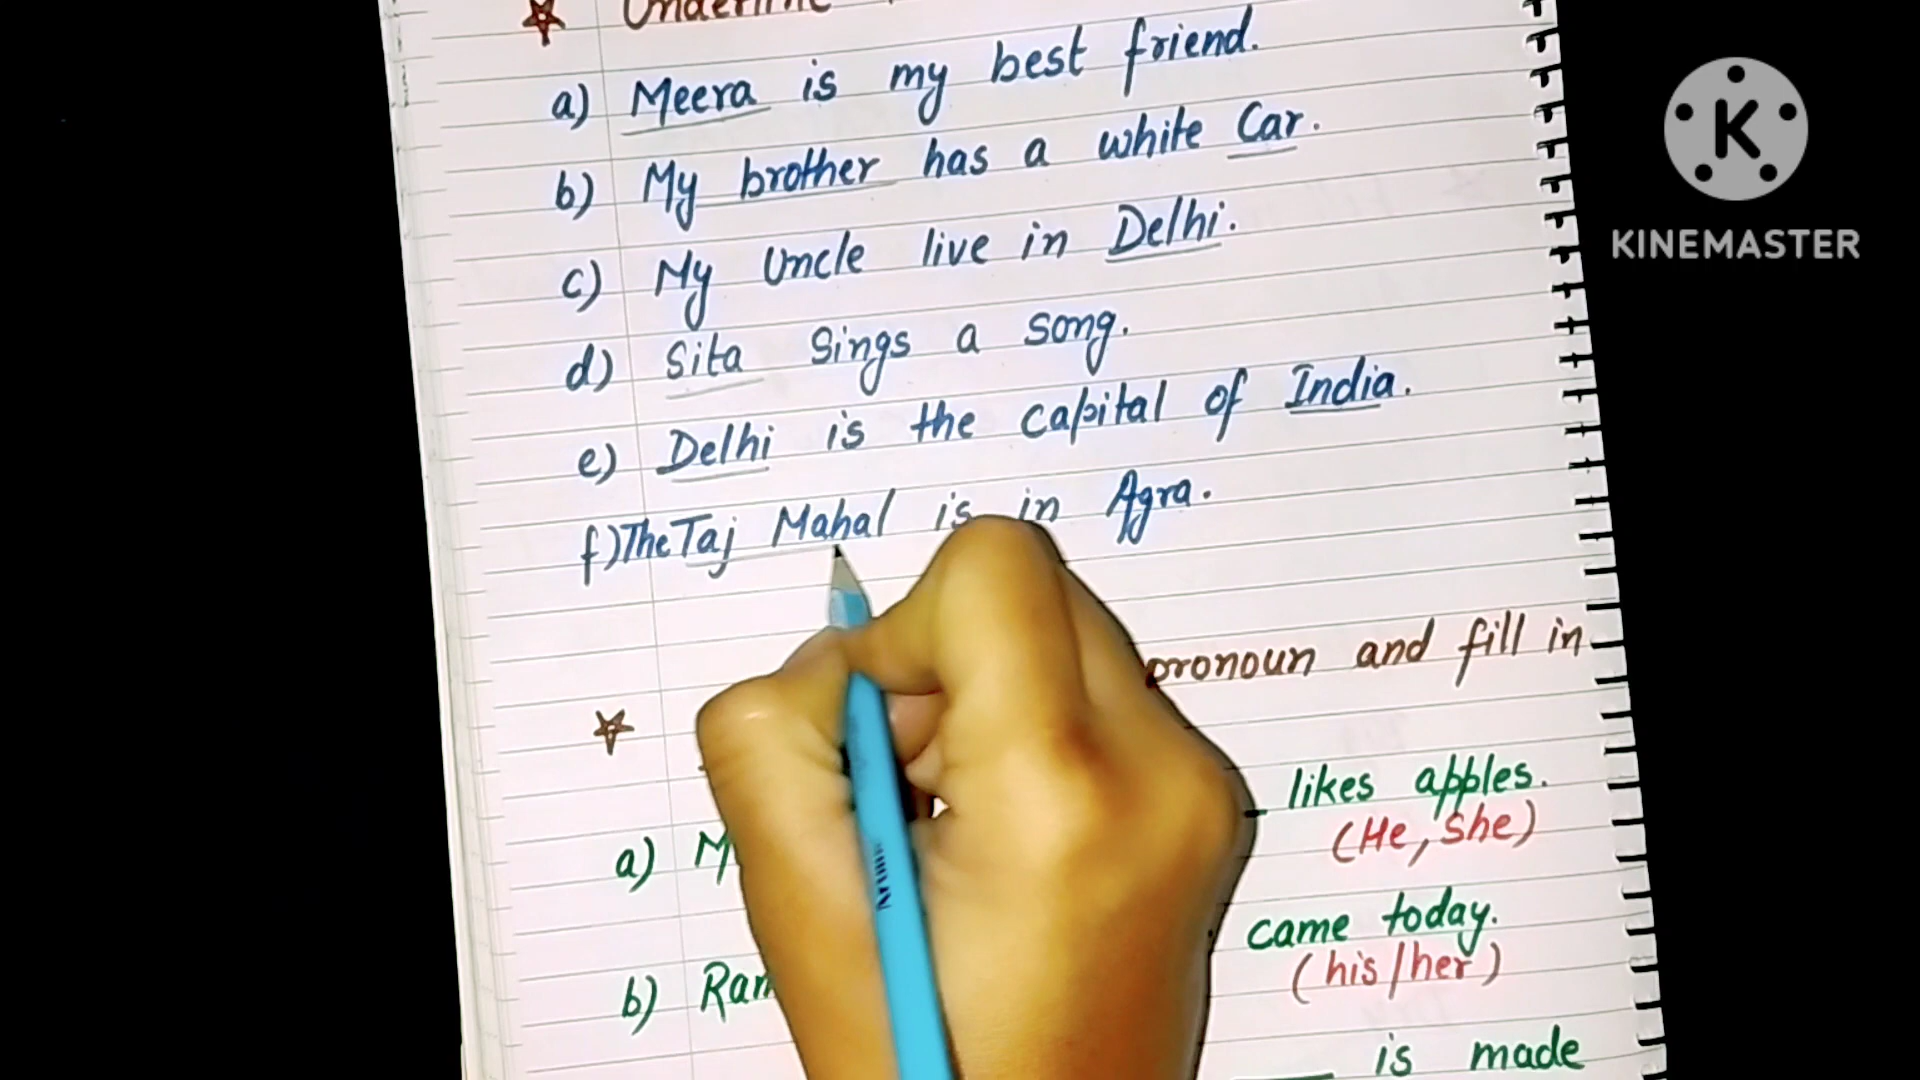 Underline
a) Meera is my best friend.
b) My brother has a white Car.
c) My Uncle live in Delhi.
d) Sita Sings a song.
e) Delhi is the capital of India.
f) The Taj Mahal is in Agra.
pronoun and fill in
likes apples.
a) (He, She)
came today.
b) Ram (his/her)
is made
K
KINEMASTER